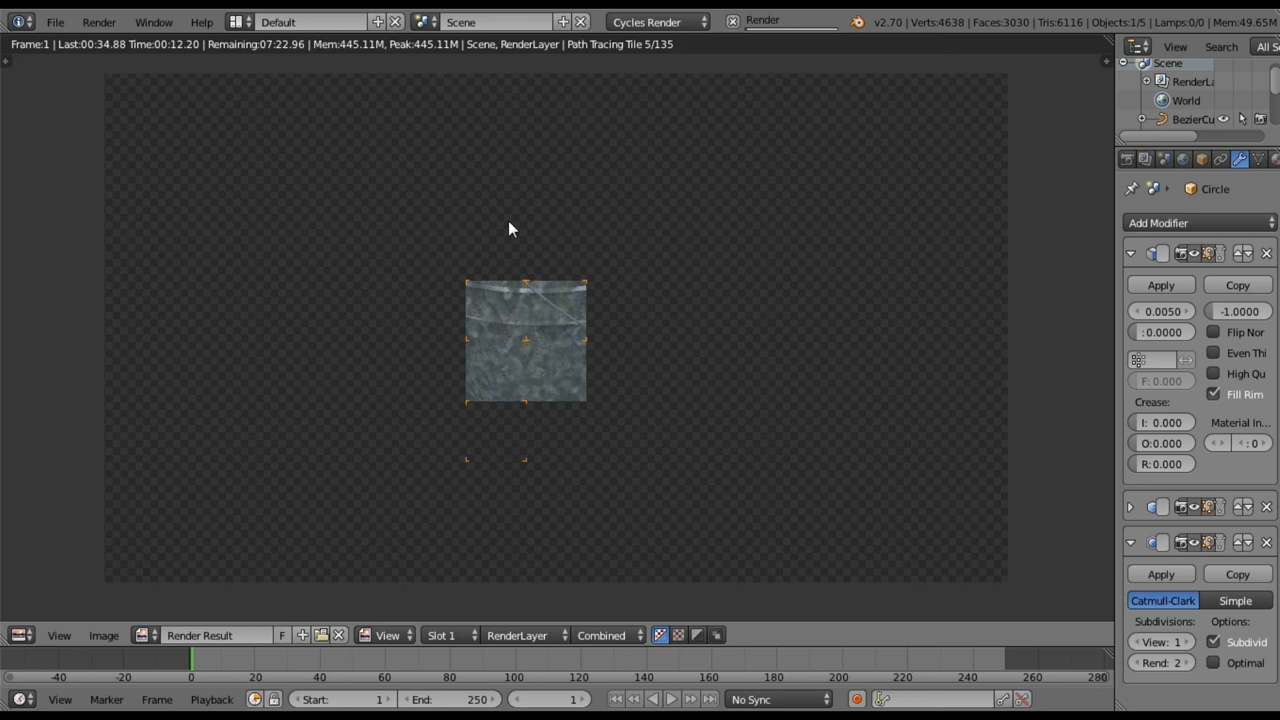 File Render Window Help Default Scene Cycles Render Render v2.70 | Verts:4638 | Faces:3030 | Tris:6116 | Objects:1/5 | Lamps:0/0 | Mem:49.65M
Frame:1 | Last:00:34.88 Time:00:12.20 | Remaining:07:22.96 | Mem:445.11M, Peak:445.11M | Scene, RenderLayer | Path Tracing Tile 5/135
View Search All S
Scene
RenderLa
World
BezierCu
Circle
Add Modifier
Apply Copy
0.0050 -1.0000
: 0.0000 Flip Nor
Even Thi
F: 0.000 High Qu
Fill Rim
Crease:
I: 0.000 Material In...
O:0.000 : 0
R:0.000
Apply Copy
Catmull-Clark Simple
Subdivisions: Options:
View: 1 Subdivid
Rend: 2 Optimal
View Image Render Result F View Slot 1 RenderLayer Combined
-40 -20 0 20 40 60 80 100 120 140 160 180 200 220 240 260 280
View Marker Frame Playback Start: 1 End: 250 1 No Sync